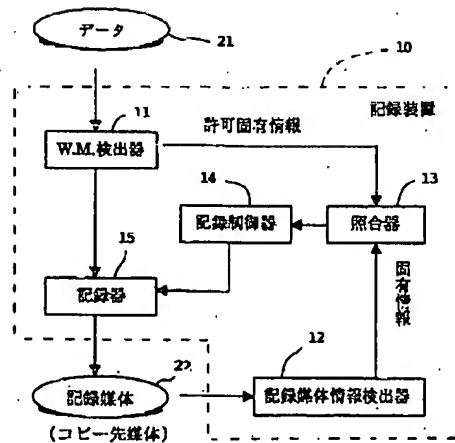 データ
21
10
記録装置
11
許可固有情報
W.M.検出器
14
13
記録制御器
照合器
15
記録器
固有情報
22
12
記録媒体
記録媒体情報検出器
(コピー先媒体)